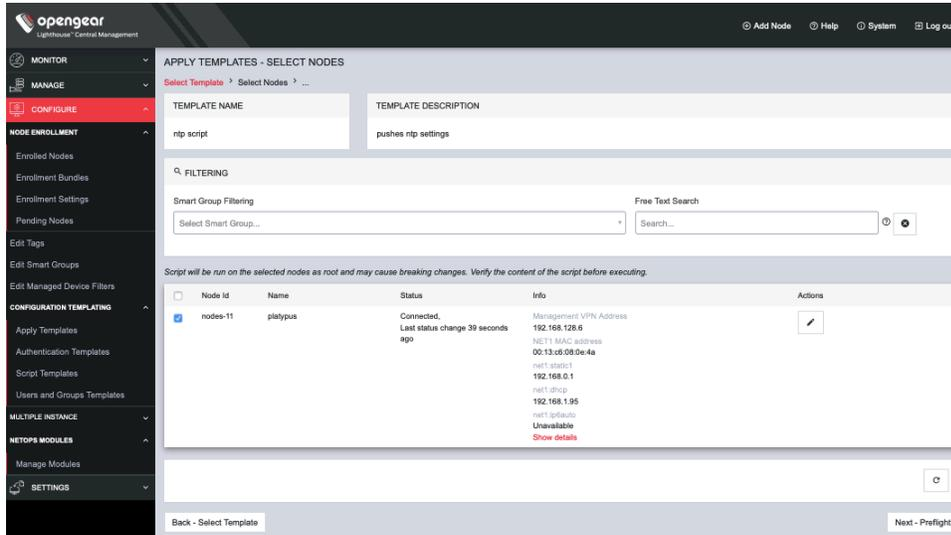 opengear
Lighthouse™ Central Management
Add Node Help System Log ou
MONITOR
MANAGE
CONFIGURE
NODE ENROLLMENT
Enrolled Nodes
Enrollment Bundles
Enrollment Settings
Pending Nodes
Edit Tags
Edit Smart Groups
Edit Managed Device Filters
CONFIGURATION TEMPLATING
Apply Templates
Authentication Templates
Script Templates
Users and Groups Templates
MULTIPLE INSTANCE
NETOPS MODULES
Manage Modules
SETTINGS
APPLY TEMPLATES - SELECT NODES
Select Template > Select Nodes > ...
TEMPLATE NAME
ntp script
TEMPLATE DESCRIPTION
pushes ntp settings
FILTERING
Smart Group Filtering
Select Smart Group...
Free Text Search
Search...
Script will be run on the selected nodes as root and may cause breaking changes. Verify the content of the script before executing.
Node Id Name Status Info Actions
nodes-11
platypus
Connected,
Last status change 39 seconds
ago
Management VPN Address
192.168.128.6
NET1 MAC address
00:13:c6:08:0e:4a
net1:static1
192.168.0.1
net1:dhcp
192.168.1.95
net1:ip6auto
Unavailable
Show details
Back - Select Template
Next - Preflight